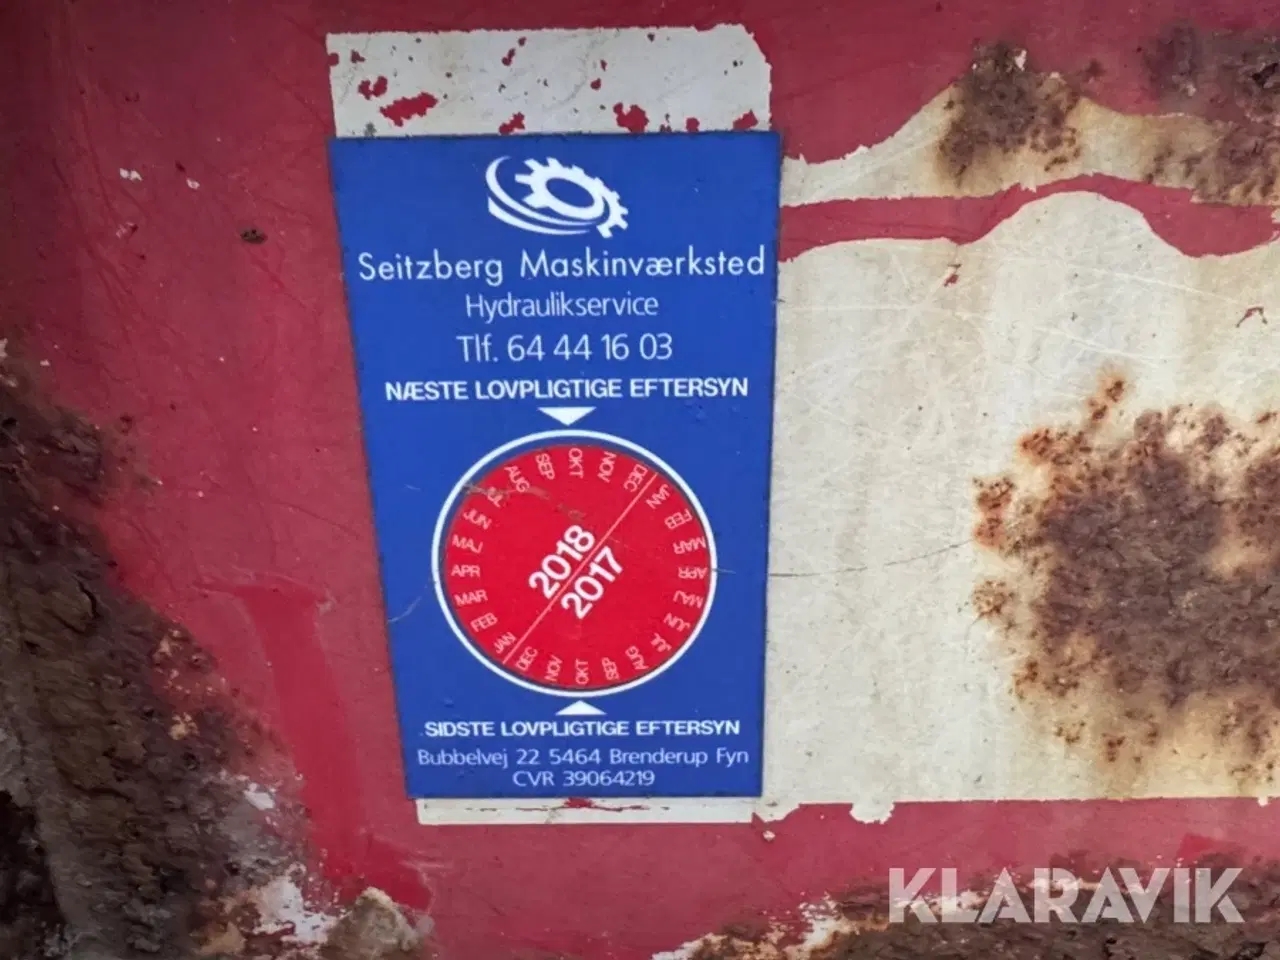 Seitzberg Maskinværksted
Hydraulikservice
Tlf. 64 44 16 03
NÆSTE LOVPLIGTIGE EFTERSYN
JAN FEB MAR APR MAJ JUN JUL AUG SEP OKT NOV DEC
2018
2017
JAN FEB MAR APR MAJ JUN JUL AUG SEP OKT NOV DEC
SIDSTE LOVPLIGTIGE EFTERSYN
Bubbelvej 22 5464 Brenderup Fyn
CVR 39064219
KLARAVIK